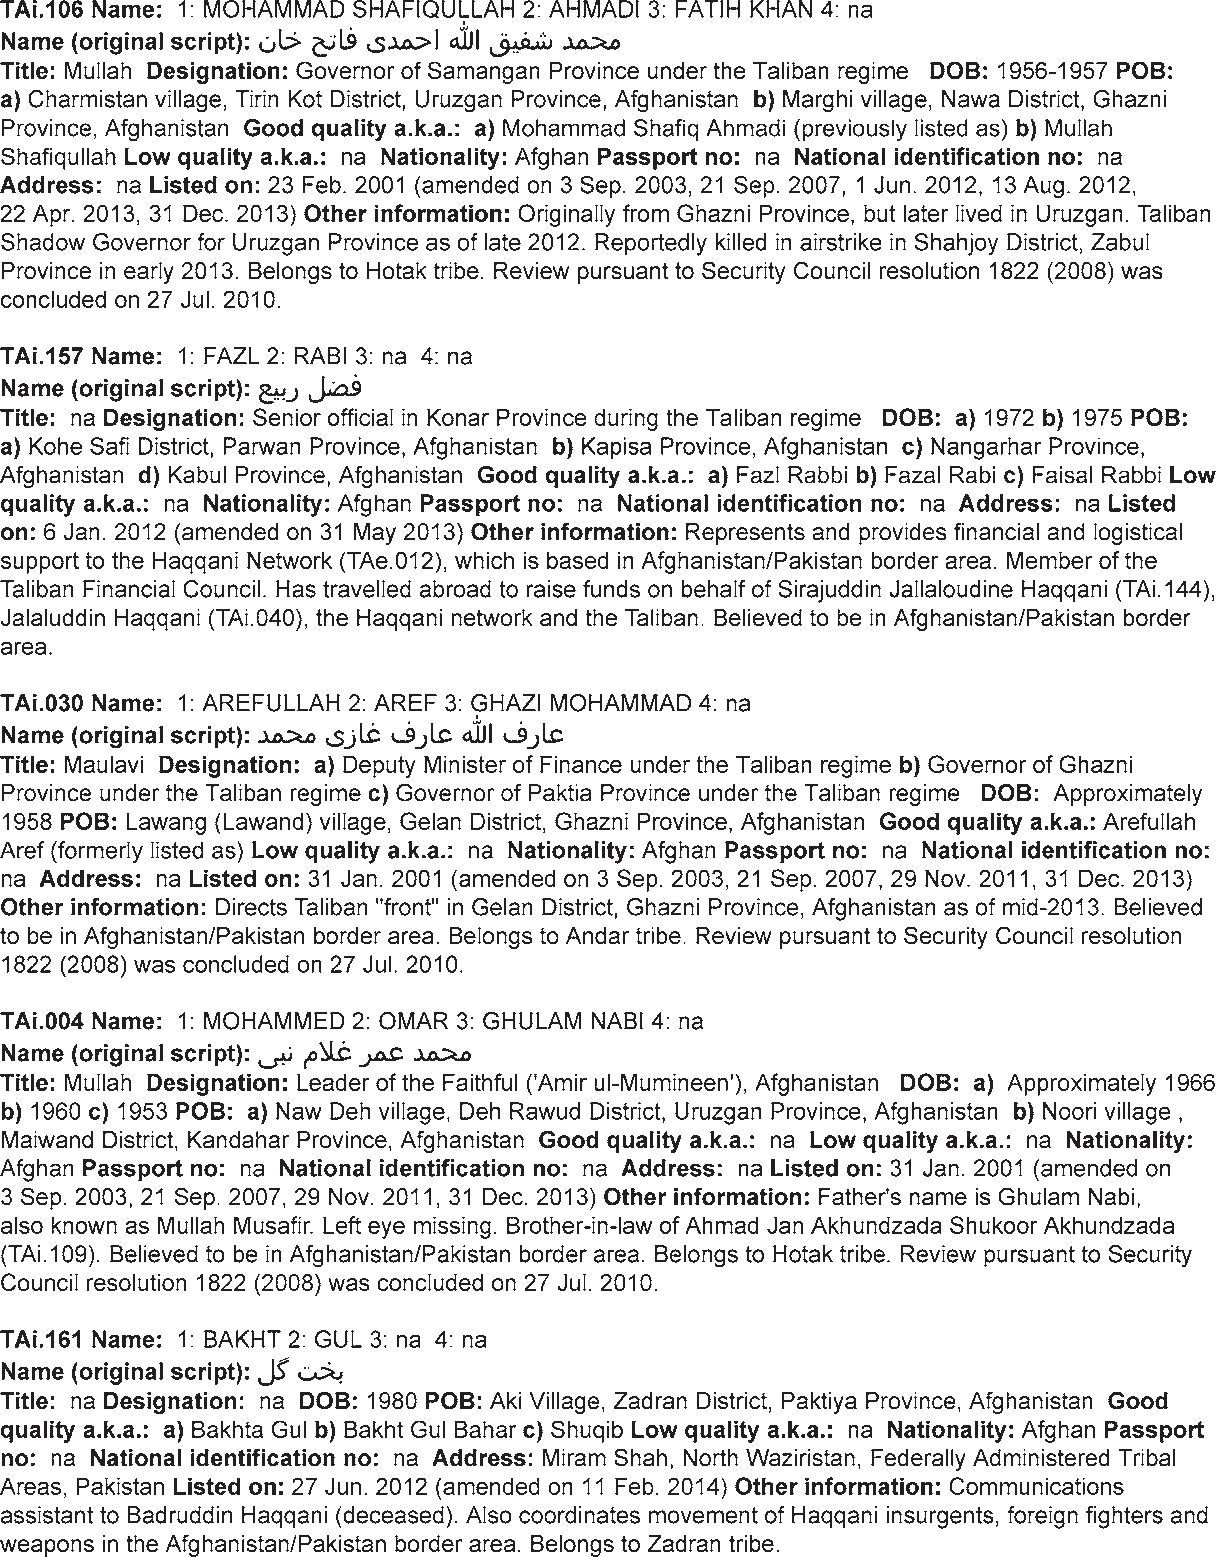 TAi.106 Name: 1: MOHAMMAD SHAFIQULLAH 2: AHMADI 3: FATIH KHAN 4: na
Name (original script): محمد شفیق الله احمدی فاتح خان
Title: Mullah Designation: Governor of Samangan Province under the Taliban regime DOB: 1956-1957 POB:
a) Charmistan village, Tirin Kot District, Uruzgan Province, Afghanistan b) Marghi village, Nawa District, Ghazni
Province, Afghanistan Good quality a.k.a.: a) Mohammad Shafiq Ahmadi (previously listed as) b) Mullah
Shafiqullah Low quality a.k.a.: na Nationality: Afghan Passport no: na National identification no: na
Address: na Listed on: 23 Feb. 2001 (amended on 3 Sep. 2003, 21 Sep. 2007, 1 Jun. 2012, 13 Aug. 2012,
22 Apr. 2013, 31 Dec. 2013) Other information: Originally from Ghazni Province, but later lived in Uruzgan. Taliban
Shadow Governor for Uruzgan Province as of late 2012. Reportedly killed in airstrike in Shahjoy District, Zabul
Province in early 2013. Belongs to Hotak tribe. Review pursuant to Security Council resolution 1822 (2008) was
concluded on 27 Jul. 2010.
TAi.157 Name: 1: FAZL 2: RABI 3: na 4: na
Name (original script): فضل ربیع
Title: na Designation: Senior official in Konar Province during the Taliban regime DOB: a) 1972 b) 1975 POB:
a) Kohe Safi District, Parwan Province, Afghanistan b) Kapisa Province, Afghanistan c) Nangarhar Province,
Afghanistan d) Kabul Province, Afghanistan Good quality a.k.a.: a) Fazl Rabbi b) Fazal Rabi c) Faisal Rabbi Low
quality a.k.a.: na Nationality: Afghan Passport no: na National identification no: na Address: na Listed
on: 6 Jan. 2012 (amended on 31 May 2013) Other information: Represents and provides financial and logistical
support to the Haqqani Network (TAe.012), which is based in Afghanistan/Pakistan border area. Member of the
Taliban Financial Council. Has travelled abroad to raise funds on behalf of Sirajuddin Jallaloudine Haqqani (TAi.144),
Jalaluddin Haqqani (TAi.040), the Haqqani network and the Taliban. Believed to be in Afghanistan/Pakistan border
area.
TAi.030 Name: 1: AREFULLAH 2: AREF 3: GHAZI MOHAMMAD 4: na
Name (original script): عارف الله عارف غازی محمد
Title: Maulavi Designation: a) Deputy Minister of Finance under the Taliban regime b) Governor of Ghazni
Province under the Taliban regime c) Governor of Paktia Province under the Taliban regime DOB: Approximately
1958 POB: Lawang (Lawand) village, Gelan District, Ghazni Province, Afghanistan Good quality a.k.a.: Arefullah
Aref (formerly listed as) Low quality a.k.a.: na Nationality: Afghan Passport no: na National identification no:
na Address: na Listed on: 31 Jan. 2001 (amended on 3 Sep. 2003, 21 Sep. 2007, 29 Nov. 2011, 31 Dec. 2013)
Other information: Directs Taliban "front" in Gelan District, Ghazni Province, Afghanistan as of mid-2013. Believed
to be in Afghanistan/Pakistan border area. Belongs to Andar tribe. Review pursuant to Security Council resolution
1822 (2008) was concluded on 27 Jul. 2010.
TAi.004 Name: 1: MOHAMMED 2: OMAR 3: GHULAM NABI 4: na
Name (original script): محمد عمر غلام نبی
Title: Mullah Designation: Leader of the Faithful ('Amir ul-Mumineen'), Afghanistan DOB: a) Approximately 1966
b) 1960 c) 1953 POB: a) Naw Deh village, Deh Rawud District, Uruzgan Province, Afghanistan b) Noori village ,
Maiwand District, Kandahar Province, Afghanistan Good quality a.k.a.: na Low quality a.k.a.: na Nationality:
Afghan Passport no: na National identification no: na Address: na Listed on: 31 Jan. 2001 (amended on
3 Sep. 2003, 21 Sep. 2007, 29 Nov. 2011, 31 Dec. 2013) Other information: Father's name is Ghulam Nabi,
also known as Mullah Musafir. Left eye missing. Brother-in-law of Ahmad Jan Akhundzada Shukoor Akhundzada
(TAi.109). Believed to be in Afghanistan/Pakistan border area. Belongs to Hotak tribe. Review pursuant to Security
Council resolution 1822 (2008) was concluded on 27 Jul. 2010.
TAi.161 Name: 1: BAKHT 2: GUL 3: na 4: na
Name (original script): بخت گل
Title: na Designation: na DOB: 1980 POB: Aki Village, Zadran District, Paktiya Province, Afghanistan Good
quality a.k.a.: a) Bakhta Gul b) Bakht Gul Bahar c) Shuqib Low quality a.k.a.: na Nationality: Afghan Passport
no: na National identification no: na Address: Miram Shah, North Waziristan, Federally Administered Tribal
Areas, Pakistan Listed on: 27 Jun. 2012 (amended on 11 Feb. 2014) Other information: Communications
assistant to Badruddin Haqqani (deceased). Also coordinates movement of Haqqani insurgents, foreign fighters and
weapons in the Afghanistan/Pakistan border area. Belongs to Zadran tribe.